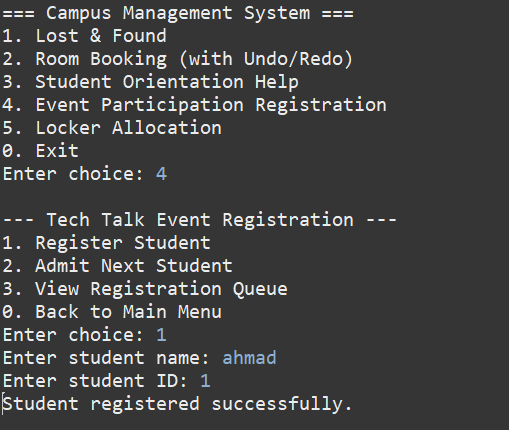 === Campus Management System ===
1. Lost & Found
2. Room Booking (with Undo/Redo)
3. Student Orientation Help
4. Event Participation Registration
5. Locker Allocation
0. Exit
Enter choice: 4

--- Tech Talk Event Registration ---
1. Register Student
2. Admit Next Student
3. View Registration Queue
0. Back to Main Menu
Enter choice: 1
Enter student name: ahmad
Enter student ID: 1
Student registered successfully.